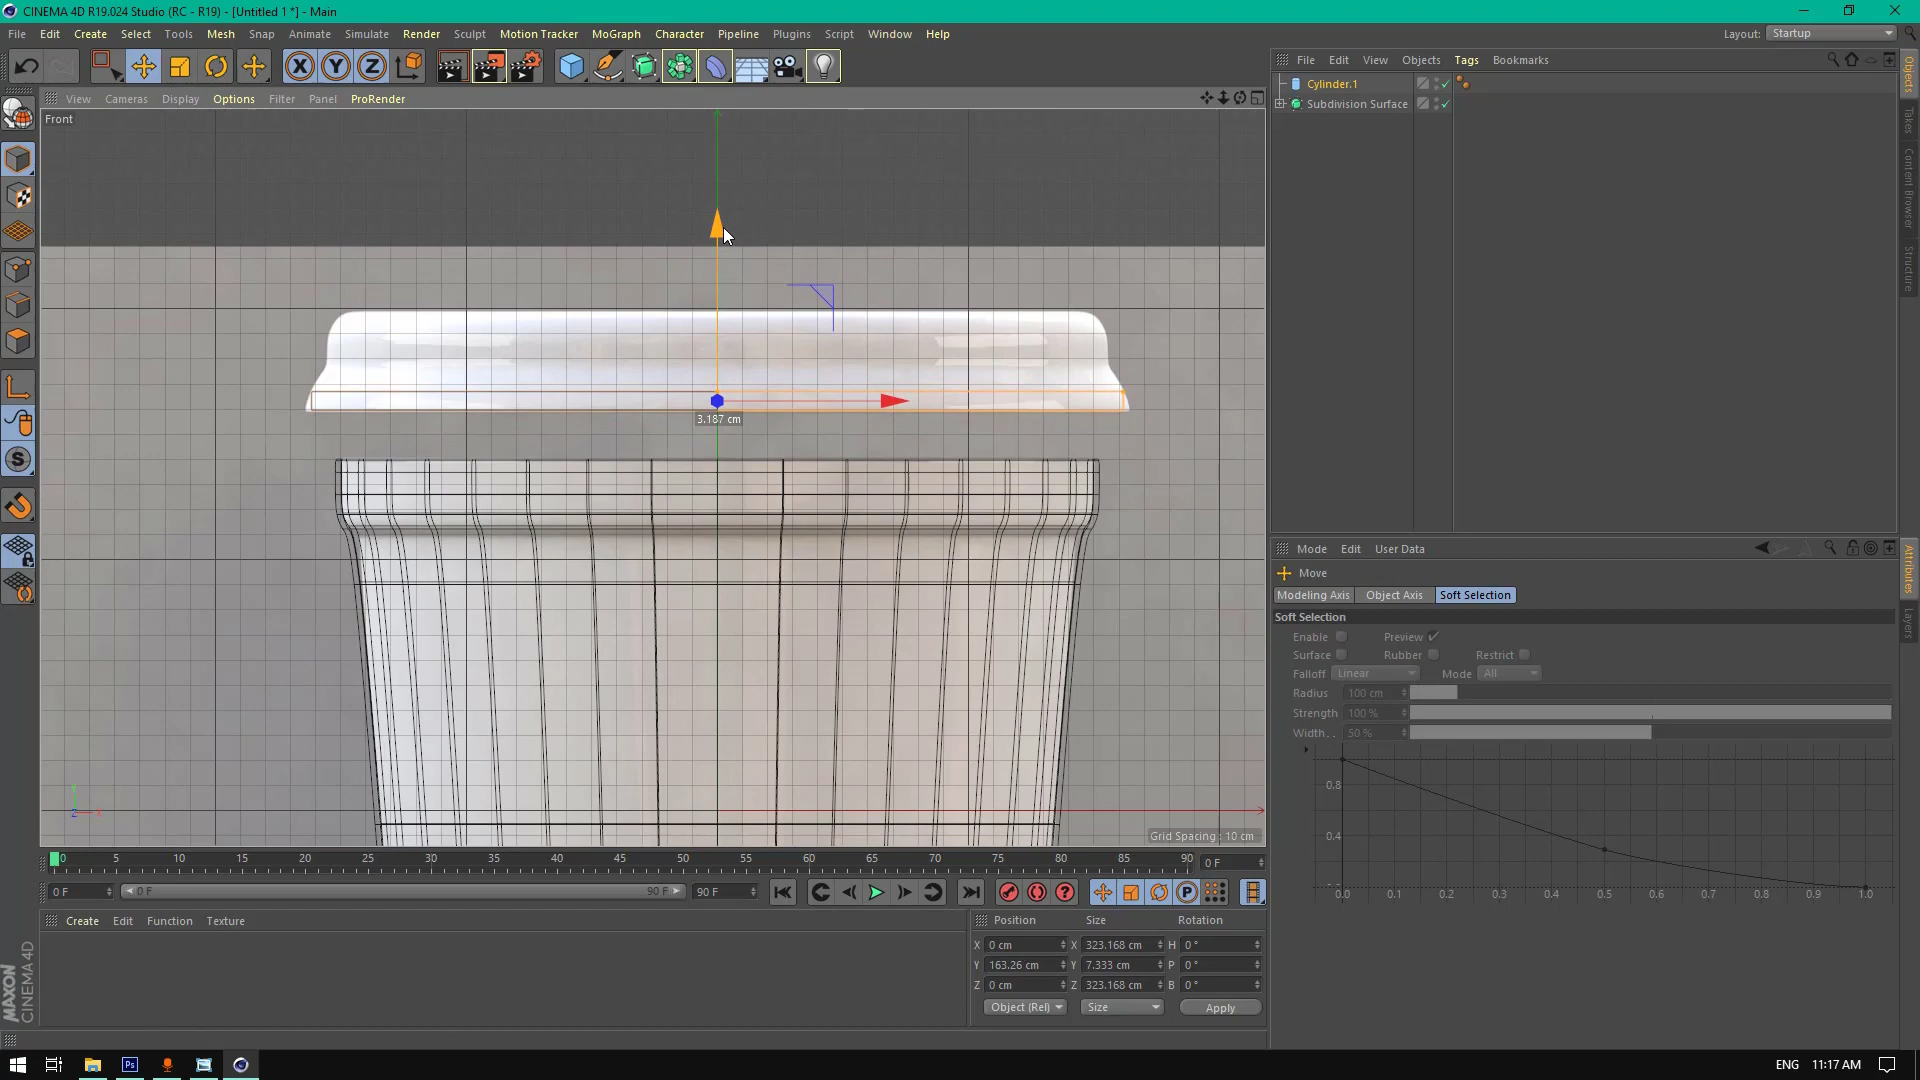 CINEMA 4D R19.024 Studio (RC - R19) - [Untitled 1 *] - Main
File Edit Create Select Tools Mesh Snap Animate Simulate Render Sculpt Motion Tracker MoGraph Character Pipeline Plugins Script Window Help
Layout: Startup
X Y Z
View Cameras Display Options Filter Panel ProRender
Front
3.187 cm
Y
Z X
Grid Spacing : 10 cm
File Edit View Objects Tags Bookmarks
Cylinder.1
Subdivision Surface
Objects
Takes
Content Browser
Structure
Mode Edit User Data
Move
Modeling Axis Object Axis Soft Selection
Soft Selection
Enable Preview
Surface Rubber Restrict
Falloff Linear Mode All
Radius 100 cm
Strength 100 %
Width. . 50 %
0.8
0.4
0.0 0.1 0.2 0.3 0.4 0.5 0.6 0.7 0.8 0.9 1.0
Attributes
Layers
0 5 10 15 20 25 30 35 40 45 50 55 60 65 70 75 80 85 90
0 F
0 F 0 F 90 F 90 F
Create Edit Function Texture
Position Size Rotation
X 0 cm X 323.168 cm H 0 °
Y 163.26 cm Y 7.333 cm P 0 °
Z 0 cm Z 323.168 cm B 0 °
Object (Rel) Size Apply
MAXON
CINEMA 4D
Ps
ENG 11:17 AM